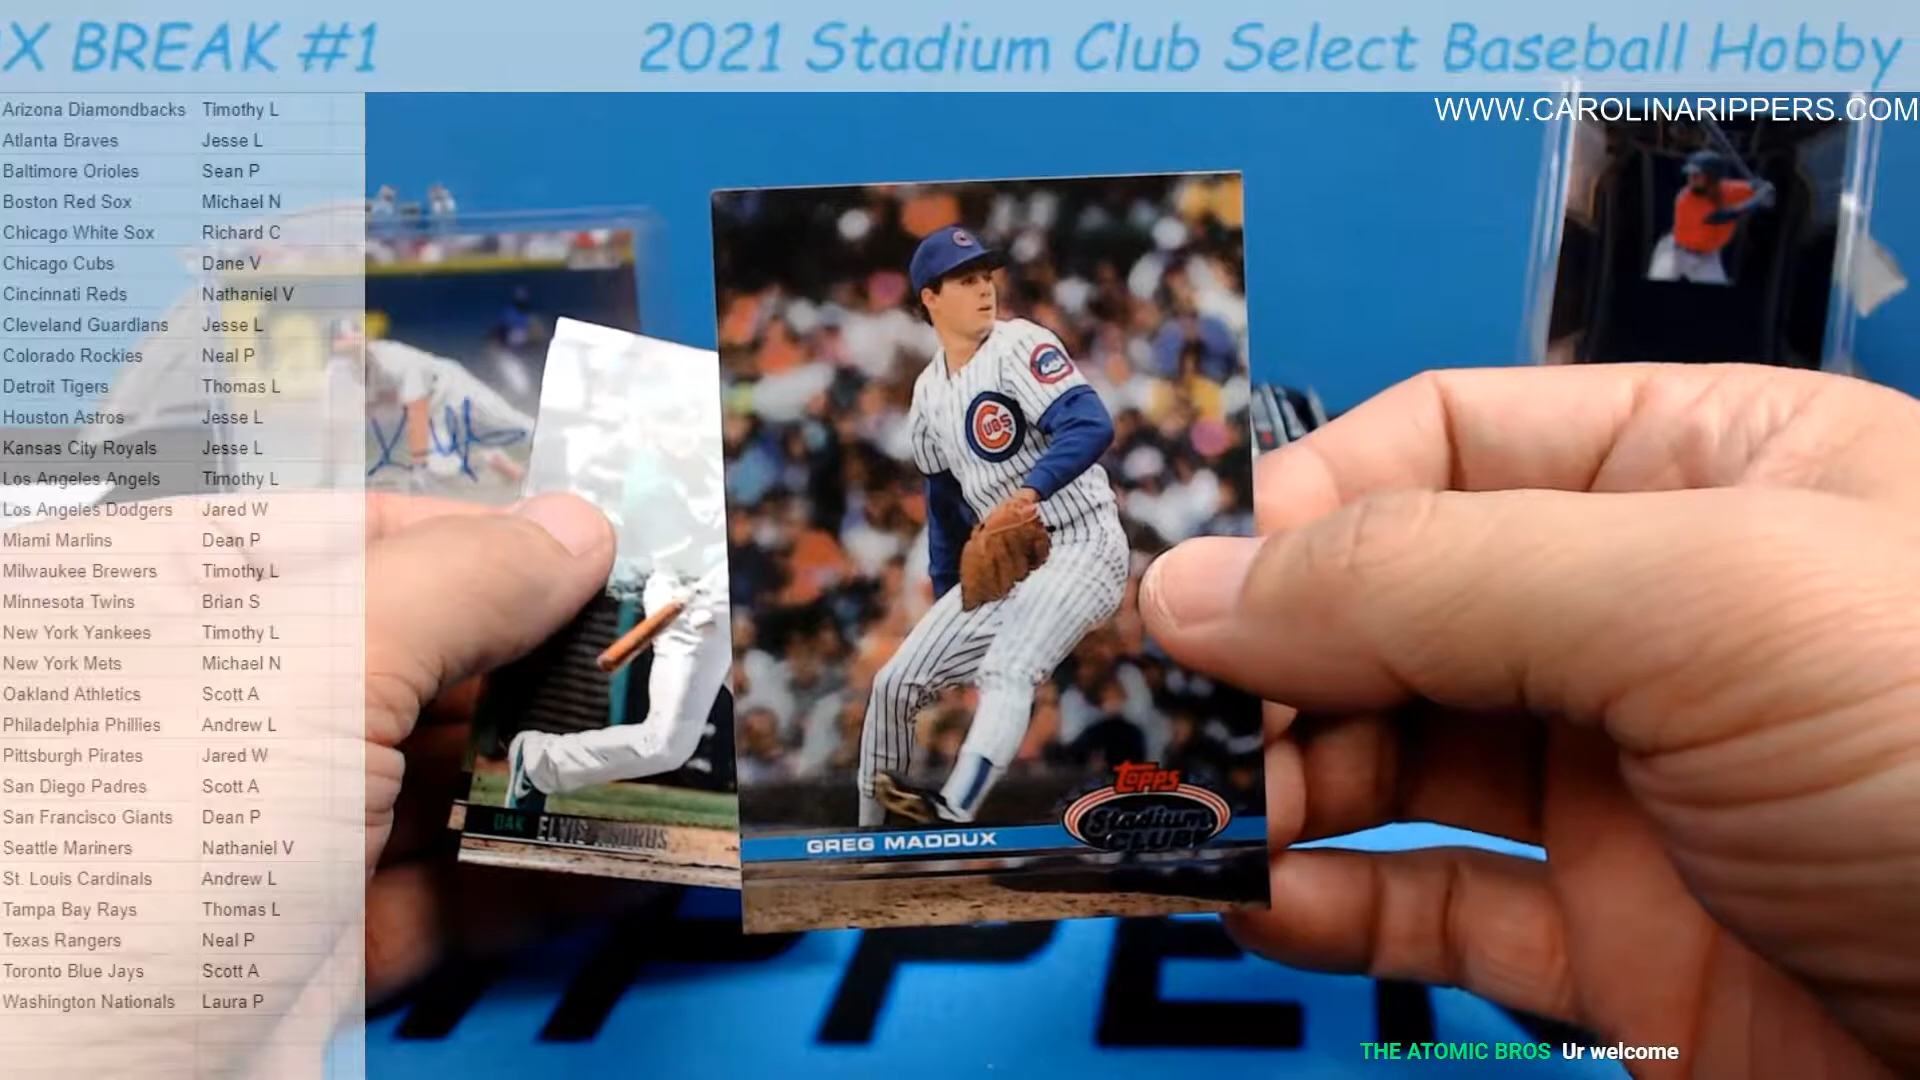 X BREAK #1
2021 Stadium Club Select Baseball Hobby
WWW.CAROLINARIPPERS.COM
Arizona Diamondbacks Timothy L
Atlanta Braves Jesse L
Baltimore Orioles Sean P
Boston Red Sox Michael N
Chicago White Sox Richard C
Chicago Cubs Dane V
Cincinnati Reds Nathaniel V
Cleveland Guardians Jesse L
Colorado Rockies Neal P
Detroit Tigers Thomas L
Houston Astros Jesse L
Kansas City Royals Jesse L
Los Angeles Angels Timothy L
Los Angeles Dodgers Jared W
Miami Marlins Dean P
Milwaukee Brewers Timothy L
Minnesota Twins Brian S
New York Yankees Timothy L
New York Mets Michael N
Oakland Athletics Scott A
Philadelphia Phillies Andrew L
Pittsburgh Pirates Jared W
San Diego Padres Scott A
San Francisco Giants Dean P
Seattle Mariners Nathaniel V
St. Louis Cardinals Andrew L
Tampa Bay Rays Thomas L
Texas Rangers Neal P
Toronto Blue Jays Scott A
Washington Nationals Laura P
CUBS
Topps
Stadium
CLUB
GREG MADDUX
OAK
THE ATOMIC BROS Ur welcome